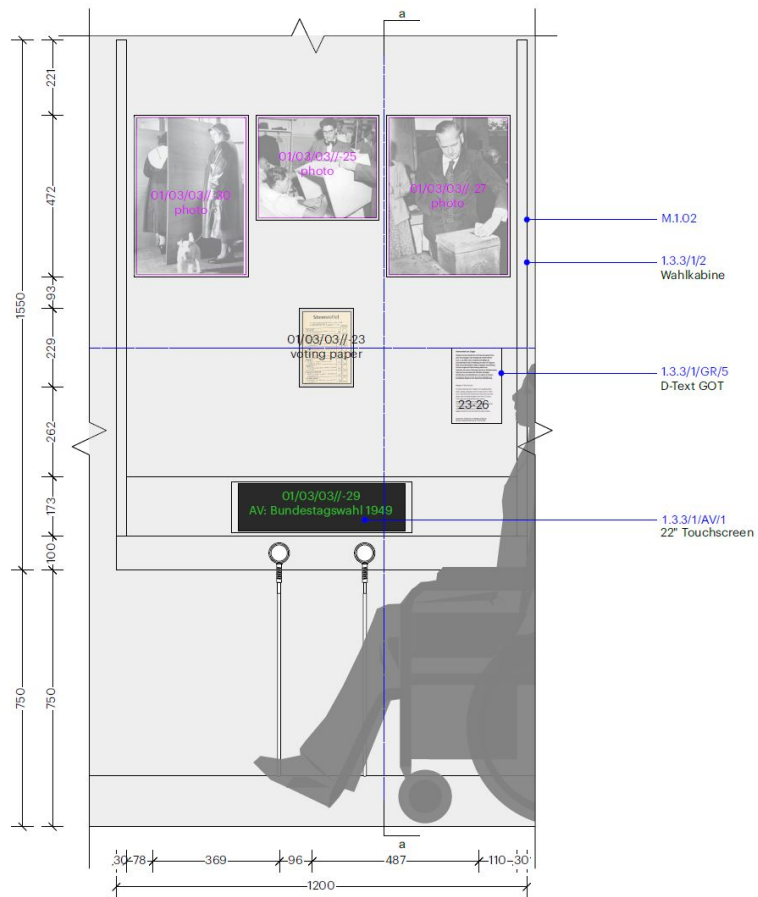 a
221
472
93
1550
229
262
173
100
750
750
01/03/03//-30
photo
01/03/03//-25
photo
01/03/03//-27
photo
M.1.02
1.3.3/1/2
Wahlkabine
01/03/03//-23
voting paper
1.3.3/1/GR/5
D-Text GOT
23-26
01/03/03//-29
AV: Bundestagswahl 1949
1.3.3/1/AV/1
22" Touchscreen
a
30 78 369 96 487 110 30
1200